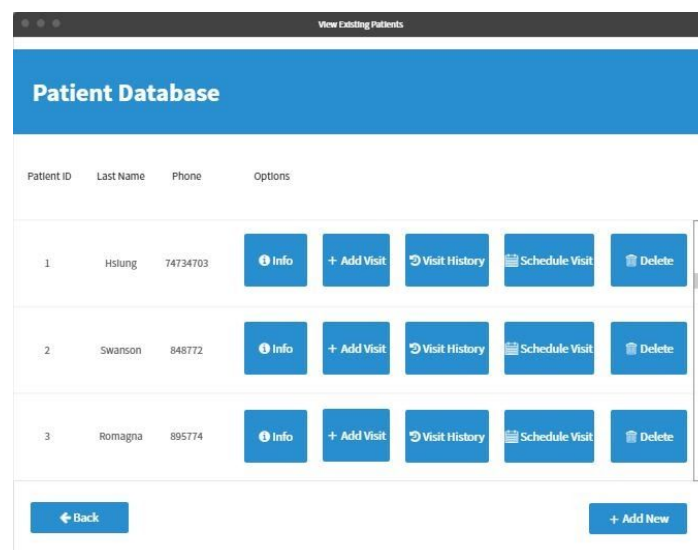 View Existing Patients
Patient Database
Patient ID Last Name Phone Options
1 Hsiung 74734703 Info + Add Visit Visit History Schedule Visit Delete
2 Swanson 848772 Info + Add Visit Visit History Schedule Visit Delete
3 Romagna 895774 Info + Add Visit Visit History Schedule Visit Delete
Back + Add New